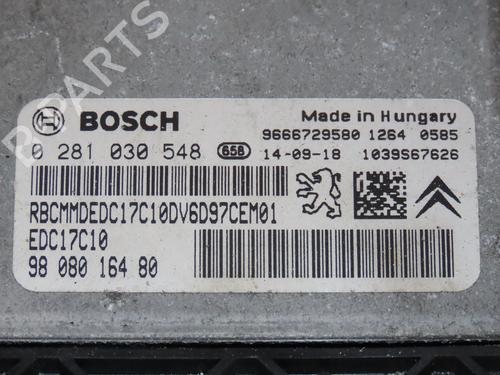 B-PARTS
BOSCH
Made in Hungary
9666729580 1264 0585
0 281 030 548 658 14-09-18 1039S67626
RBCMMDEDC17C10DV6D97CEM01
EDC17C10
98 080 164 80